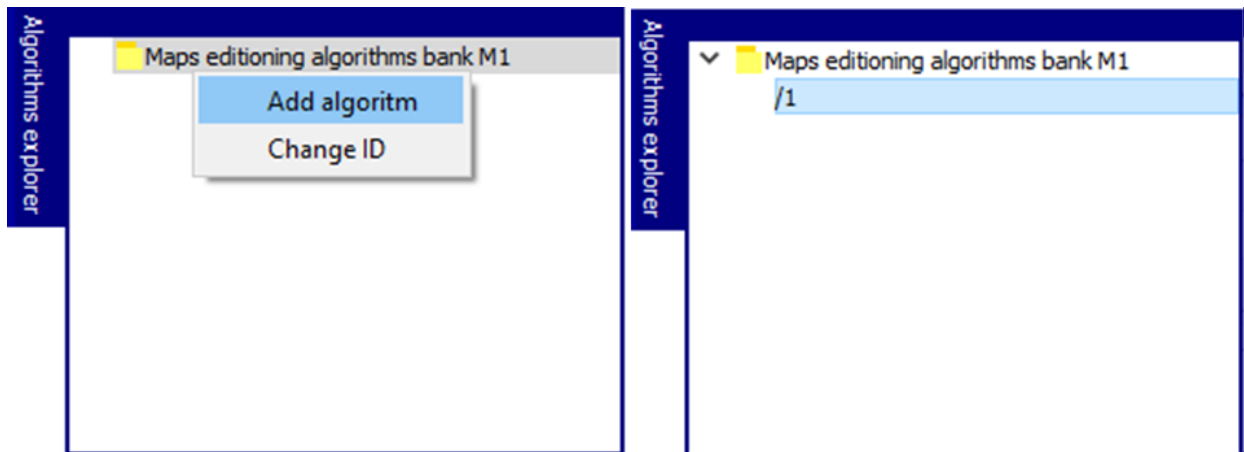 Algorithms explorer
Maps editioning algorithms bank M1
Add algoritm
Change ID
Algorithms explorer
Maps editioning algorithms bank M1
/1